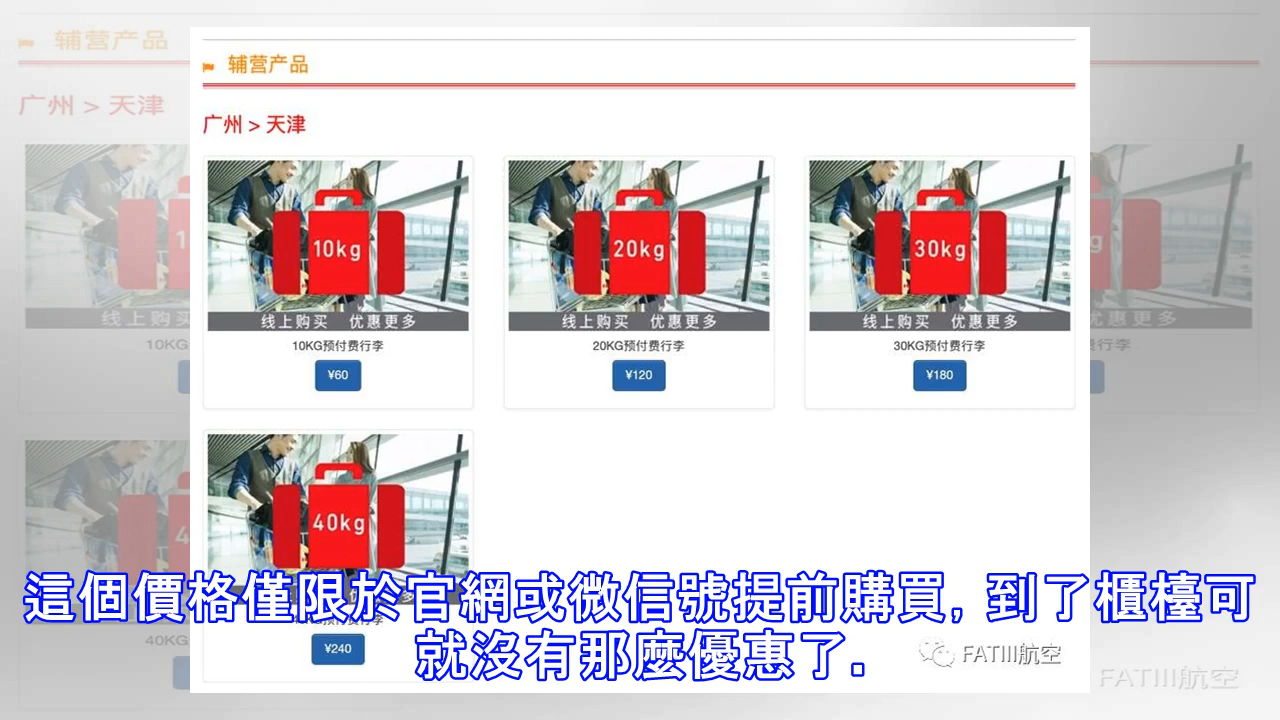 辅营产品
广州 > 天津
10kg
20kg
30kg
线上购买 优惠更多
线上购买 优惠更多
线上购买 优惠更多
10KG预付费行李
20KG预付费行李
30KG预付费行李
¥60
¥120
¥180
40kg
這個價格僅限於官網或微信號提前購買, 到了櫃檯可
就沒有那麼優惠了.
¥240
FATIII航空
FATIII航空